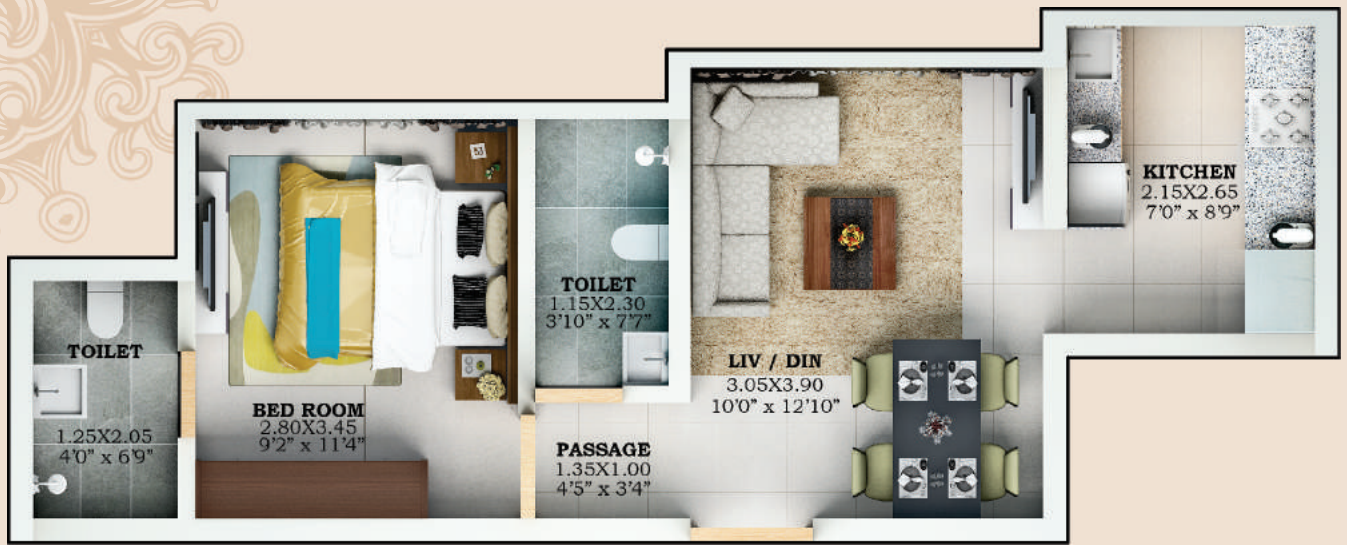 KITCHEN
2.15X2.65
7'0" x 8'9"
TOILET
1.15X2.30
3'10" x 7'7"
TOILET
1.25X2.05
4'0" x 6'9"
LIV / DIN
3.05X3.90
10'0" x 12'10"
BED ROOM
2.80X3.45
9'2" x 11'4"
PASSAGE
1.35X1.00
4'5" x 3'4"